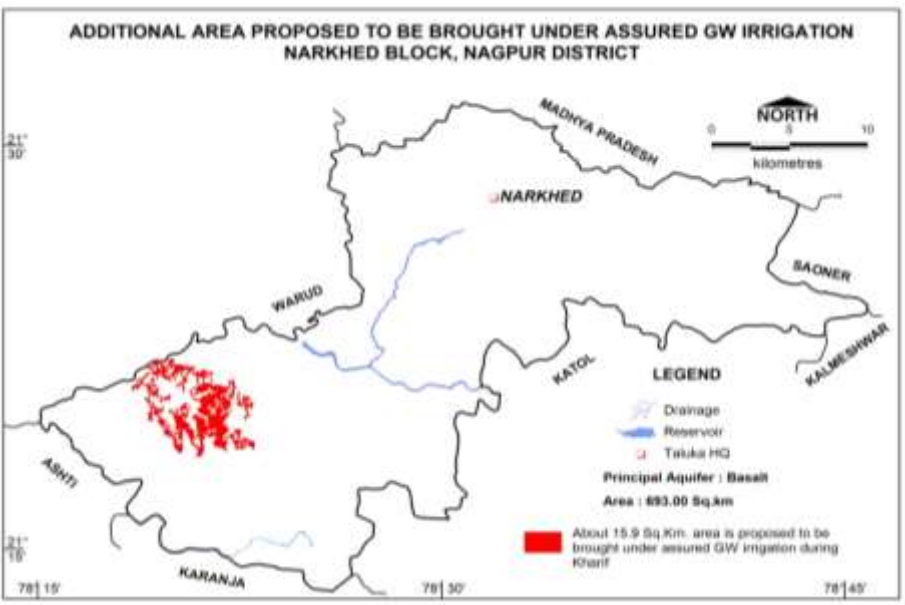 ADDITIONAL AREA PROPOSED TO BE BROUGHT UNDER ASSURED GW IRRIGATION
NARKHED BLOCK, NAGPUR DISTRICT
MADHYA PRADESH
NORTH
0 5 10
kilometres
21°
30'
NARKHED
SAONER
WARUD
KALMESHWAR
KATOL
LEGEND
Drainage
Reservoir
Taluka HQ
ASHTI
Principal Aquifer : Basalt
Area : 693.00 Sq.km
About 15.9 Sq.Km. area is proposed to be
brought under assured GW irrigation during
Kharif
21°
15'
KARANJA
78°15'
78°30'
78°45'